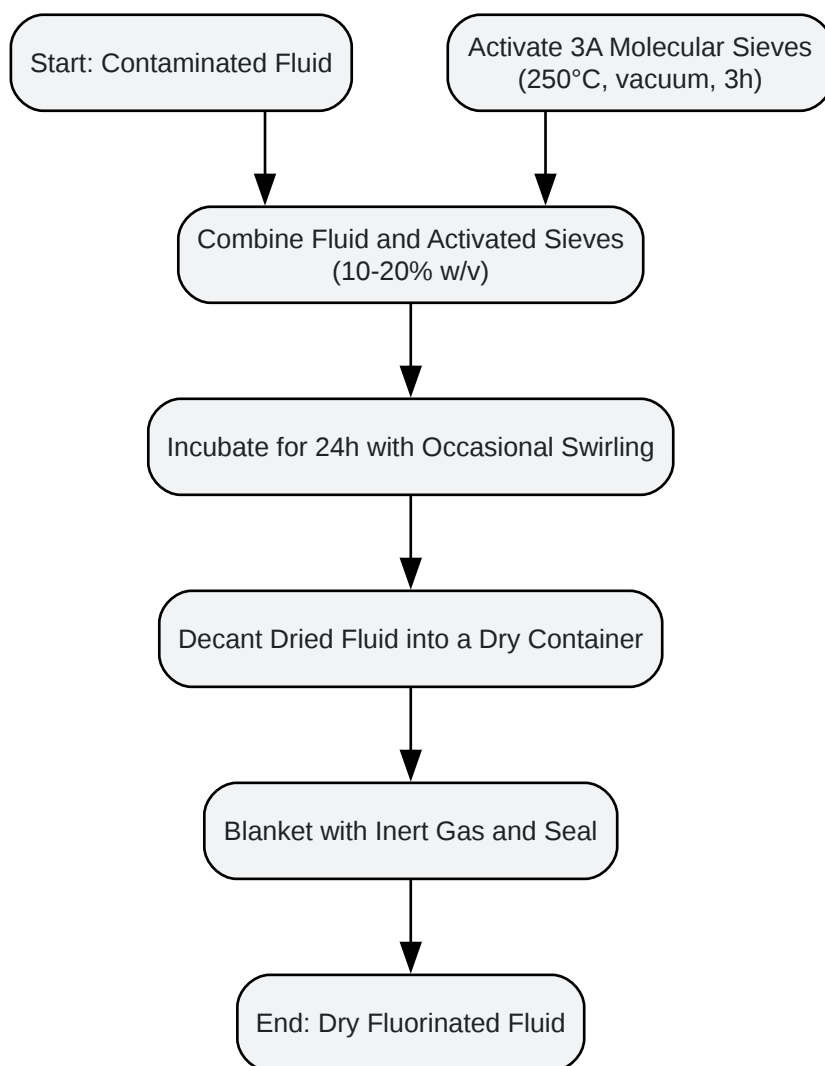 Start: Contaminated Fluid
Activate 3A Molecular Sieves
(250°C, vacuum, 3h)
Combine Fluid and Activated Sieves
(10-20% w/v)
Incubate for 24h with Occasional Swirling
Decant Dried Fluid into a Dry Container
Blanket with Inert Gas and Seal
End: Dry Fluorinated Fluid